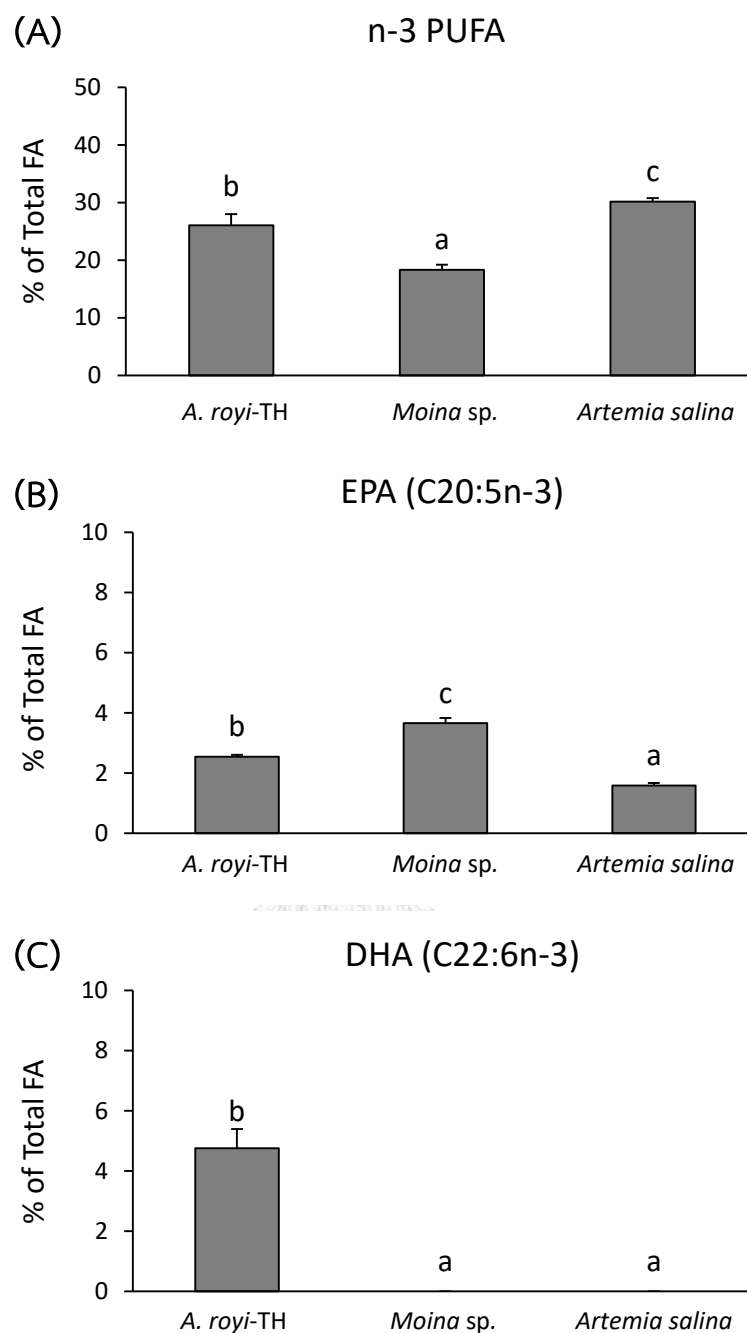 (A)
n-3 PUFA
% of Total FA
50
40
30
20
10
0
b
a
c
A. royi-TH Moina sp. Artemia salina
(B)
EPA (C20:5n-3)
% of Total FA
10
8
6
4
2
0
b
c
a
A. royi-TH Moina sp. Artemia salina
(C)
DHA (C22:6n-3)
% of Total FA
10
8
6
4
2
0
b
a
a
A. royi-TH Moina sp. Artemia salina